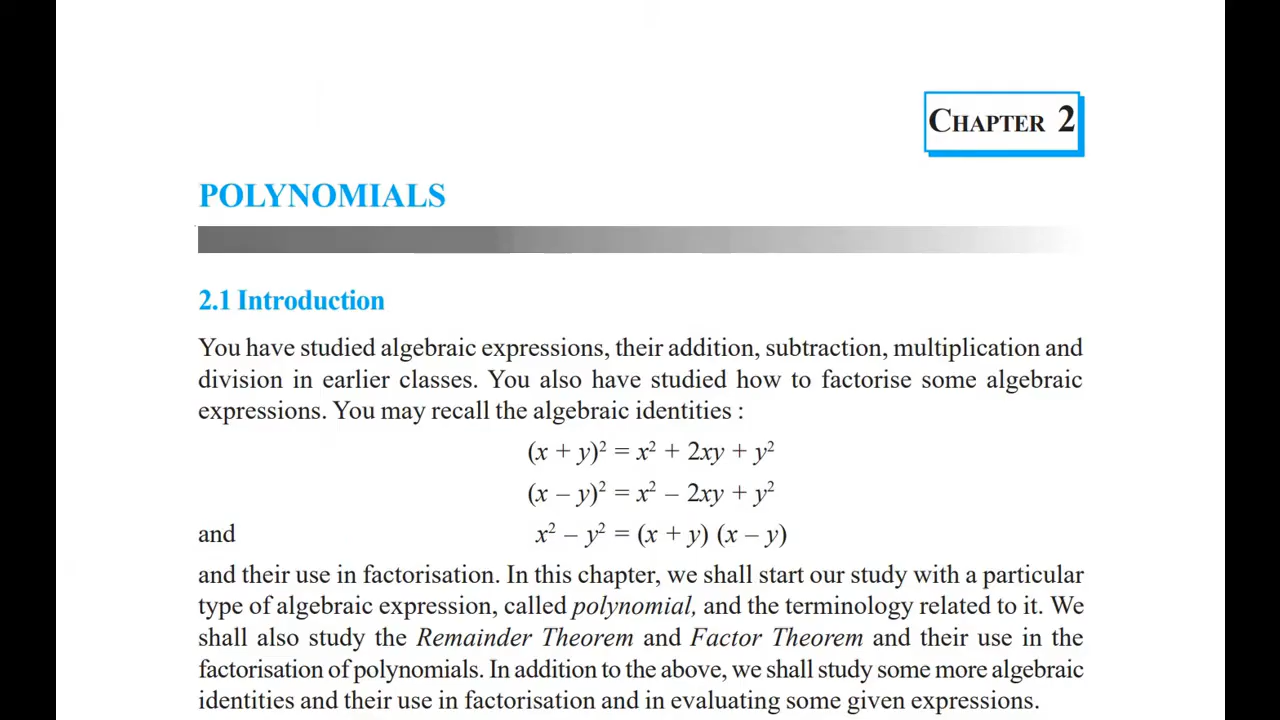 CHAPTER 2
POLYNOMIALS
2.1 Introduction
You have studied algebraic expressions, their addition, subtraction, multiplication and
division in earlier classes. You also have studied how to factorise some algebraic
expressions. You may recall the algebraic identities :
(x + y)² = x² + 2xy + y²
(x – y)² = x² – 2xy + y²
and x² – y² = (x + y) (x – y)
and their use in factorisation. In this chapter, we shall start our study with a particular
type of algebraic expression, called polynomial, and the terminology related to it. We
shall also study the Remainder Theorem and Factor Theorem and their use in the
factorisation of polynomials. In addition to the above, we shall study some more algebraic
identities and their use in factorisation and in evaluating some given expressions.